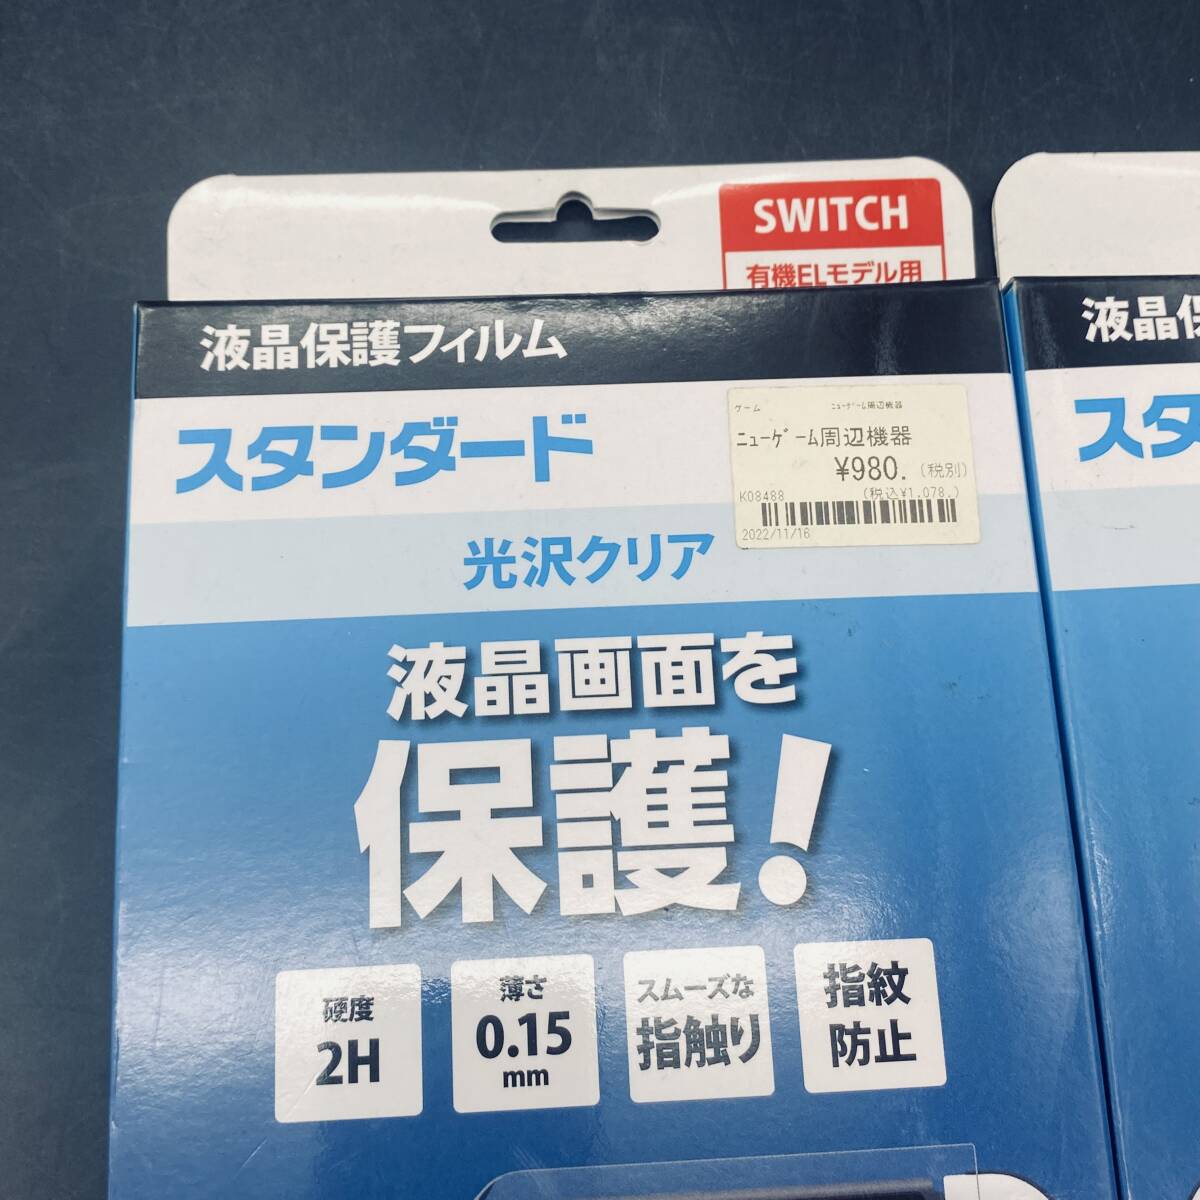 SWITCH
有機ELモデル用
液晶保護フィルム
スタンダード
光沢クリア
ゲーム ニューゲーム周辺機器
ニューゲーム周辺機器
¥980.(税別)
K08488 (税込¥1,078.)
2022/11/16
液晶画面を
保護!
硬度
2H
薄さ
0.15
mm
スムーズな
指触り
指紋
防止
液晶保
スタ